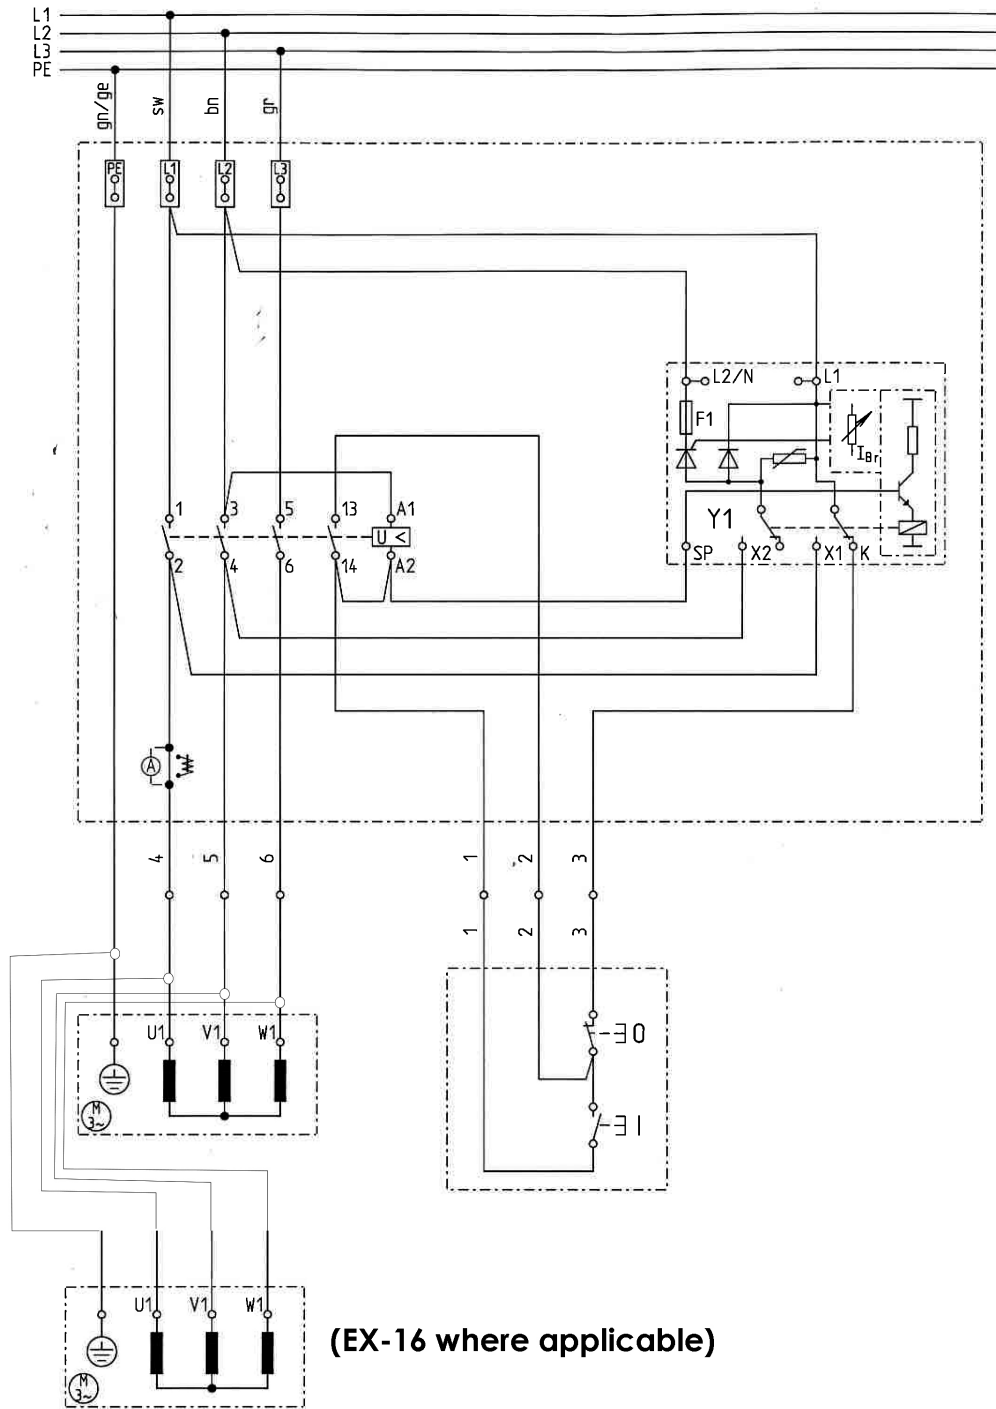 L1
L2
L3
PE
gn/ge
sw
bn
gr
PE
L1
L2
L3
L2/N
L1
F1
IBr
1
3
5
13
A1
U <
Y1
2
4
6
14
A2
SP
X2
X1
K
A
4
5
6
1
2
3
1
2
3
U1
V1
W1
O
M
3~
I
U1
V1
W1
(EX-16 where applicable)
M
3~